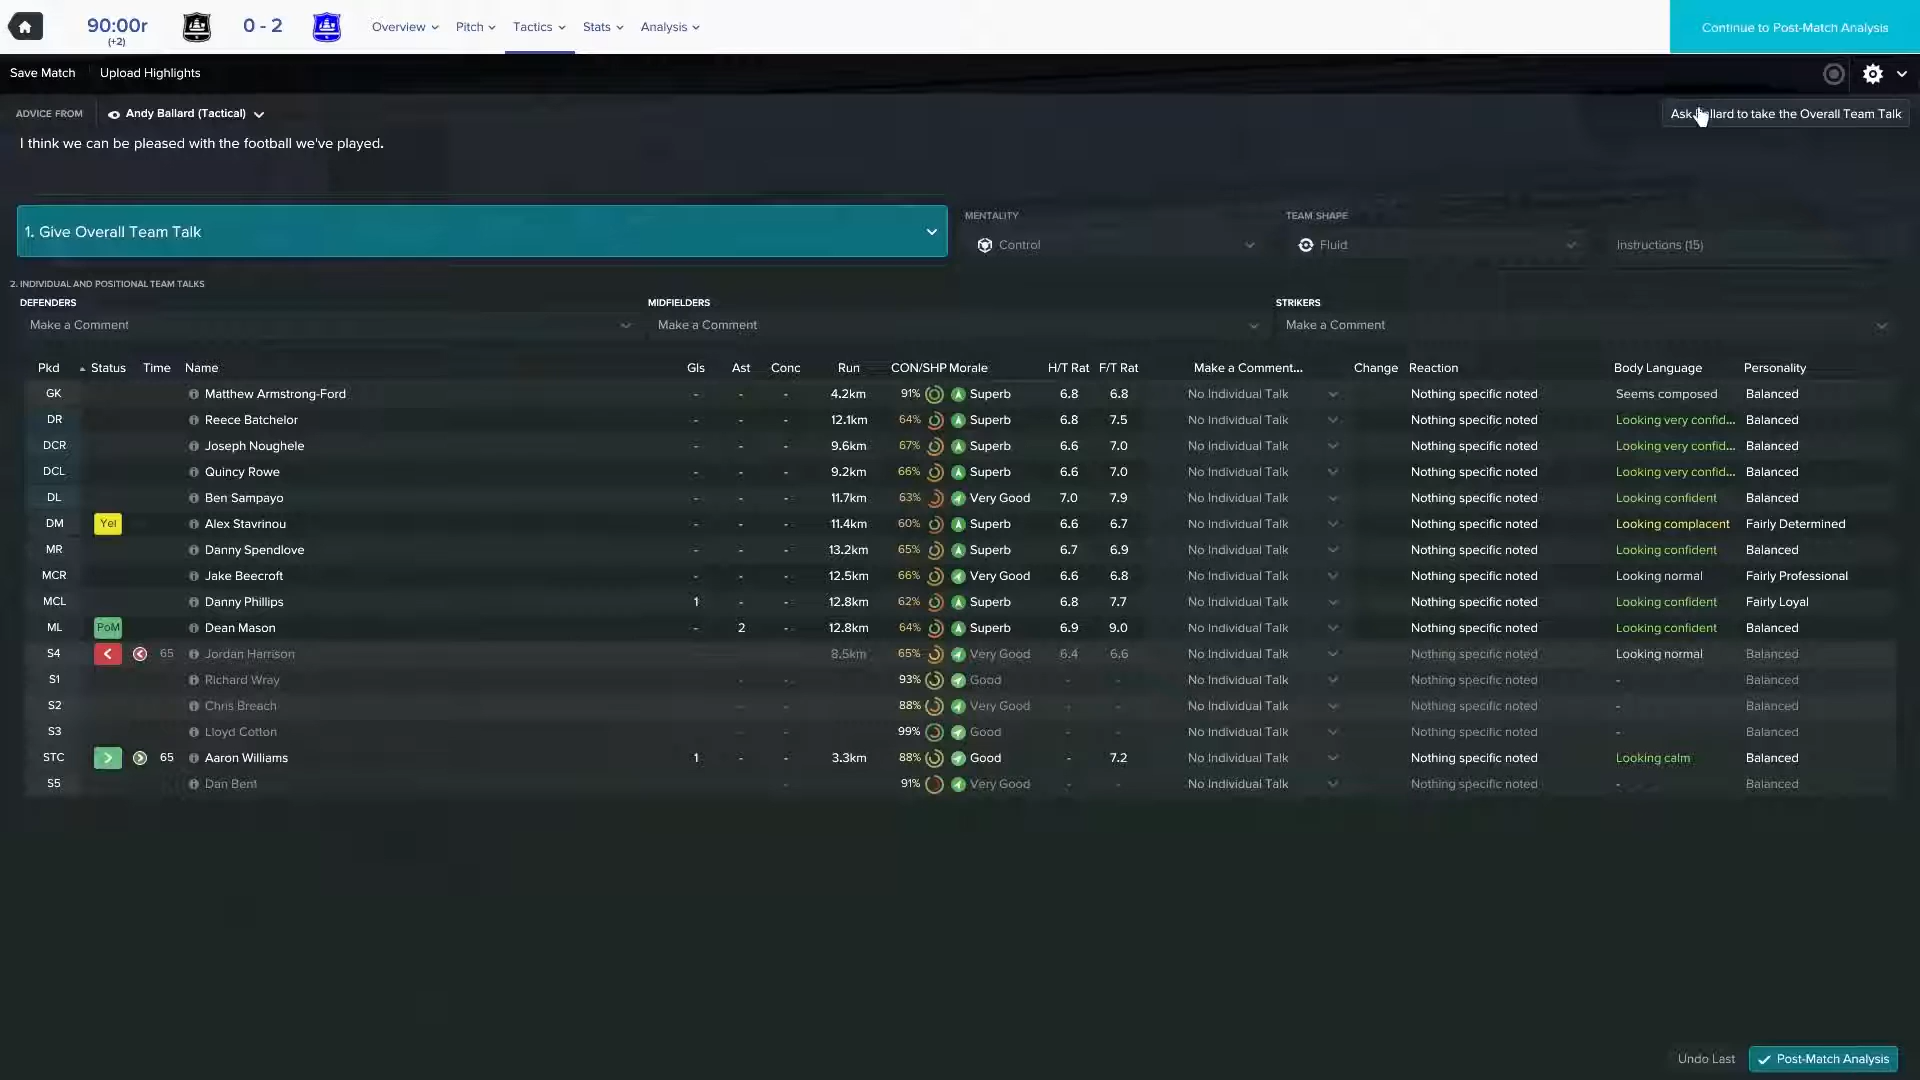 90:00r 0 - 2 Overview Pitch Tactics Stats Analysis Continue to Post-Match Analysis
(+2)
Save Match Upload Highlights
ADVICE FROM Andy Ballard (Tactical) Ask Ballard to take the Overall Team Talk
I think we can be pleased with the football we've played.
1. Give Overall Team Talk
MENTALITY TEAM SHAPE
Control Fluid Instructions (15)
2. INDIVIDUAL AND POSITIONAL TEAM TALKS
DEFENDERS MIDFIELDERS STRIKERS
Make a Comment Make a Comment Make a Comment
Pkd Status Time Name Gls Ast Conc Run CON/SHP Morale H/T Rat F/T Rat Make a Comment... Change Reaction Body Language Personality
GK Matthew Armstrong-Ford - - - 4.2km 91% Superb 6.8 6.8 No Individual Talk Nothing specific noted Seems composed Balanced
DR Reece Batchelor - - - 12.1km 64% Superb 6.8 7.5 No Individual Talk Nothing specific noted Looking very confid... Balanced
DCR Joseph Noughele - - - 9.6km 67% Superb 6.6 7.0 No Individual Talk Nothing specific noted Looking very confid... Balanced
DCL Quincy Rowe - - - 9.2km 66% Superb 6.6 7.0 No Individual Talk Nothing specific noted Looking very confid... Balanced
DL Ben Sampayo - - - 11.7km 63% Very Good 7.0 7.9 No Individual Talk Nothing specific noted Looking confident Balanced
DM Yel Alex Stavrinou - - - 11.4km 60% Superb 6.6 6.7 No Individual Talk Nothing specific noted Looking complacent Fairly Determined
MR Danny Spendlove - - - 13.2km 65% Superb 6.7 6.9 No Individual Talk Nothing specific noted Looking confident Balanced
MCR Jake Beecroft - - - 12.5km 66% Very Good 6.6 6.8 No Individual Talk Nothing specific noted Looking normal Fairly Professional
MCL Danny Phillips 1 - - 12.8km 62% Superb 6.8 7.7 No Individual Talk Nothing specific noted Looking confident Fairly Loyal
ML PoM Dean Mason - 2 - 12.8km 64% Superb 6.9 9.0 No Individual Talk Nothing specific noted Looking confident Balanced
S4 65 Jordan Harrison 8.5km 65% Very Good 6.4 6.6 No Individual Talk Nothing specific noted Looking normal Balanced
S1 Richard Wray - - 93% Good - - No Individual Talk Nothing specific noted - Balanced
S2 Chris Breach - - 88% Very Good - - No Individual Talk Nothing specific noted - Balanced
S3 Lloyd Cotton - - 99% Good - - No Individual Talk Nothing specific noted - Balanced
STC 65 Aaron Williams 1 - - 3.3km 88% Good - 7.2 No Individual Talk Nothing specific noted Looking calm Balanced
S5 Dan Bent - 91% Very Good - - No Individual Talk Nothing specific noted - Balanced
Undo Last Post-Match Analysis